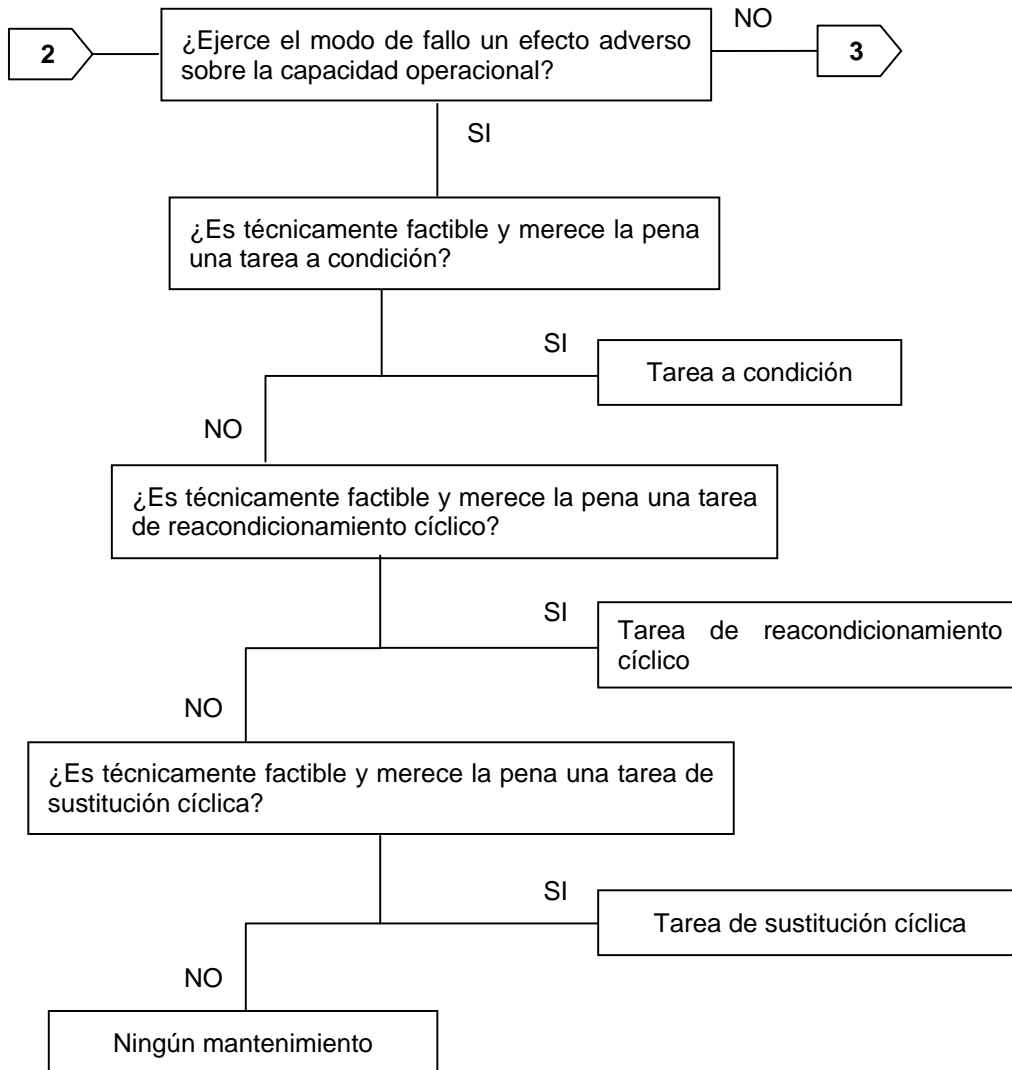 NO
2
¿Ejerce el modo de fallo un efecto adverso
sobre la capacidad operacional?
3
SI
¿Es técnicamente factible y merece la pena
una tarea a condición?
SI
Tarea a condición
NO
¿Es técnicamente factible y merece la pena una tarea
de reacondicionamiento cíclico?
SI
Tarea de reacondicionamiento
cíclico
NO
¿Es técnicamente factible y merece la pena una tarea de
sustitución cíclica?
SI
Tarea de sustitución cíclica
NO
Ningún mantenimiento